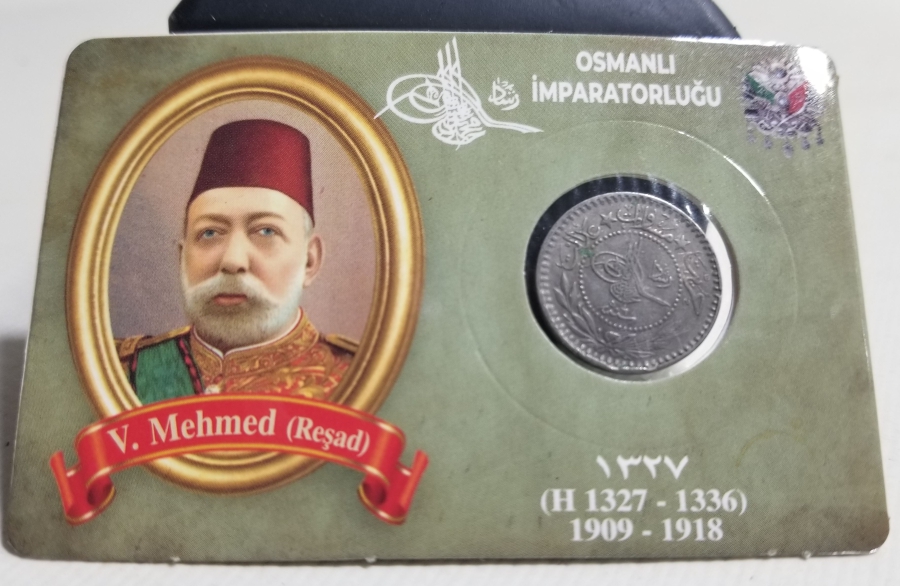 OSMANLI
İMPARATORLUĞU
V. Mehmed (Reşad)
١٣٢٧
(H 1327 - 1336)
1909 - 1918